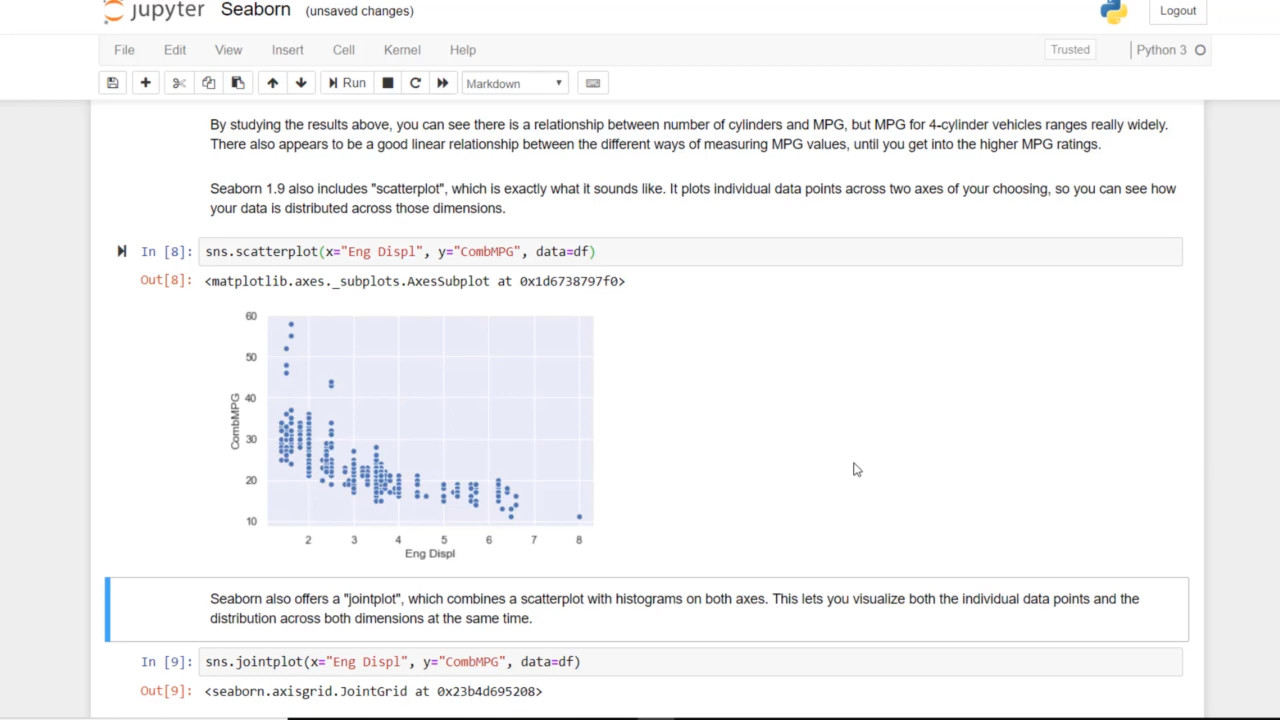 jupyter Seaborn (unsaved changes) Logout
File Edit View Insert Cell Kernel Help Trusted Python 3
Run Markdown
By studying the results above, you can see there is a relationship between number of cylinders and MPG, but MPG for 4-cylinder vehicles ranges really widely.
There also appears to be a good linear relationship between the different ways of measuring MPG values, until you get into the higher MPG ratings.
Seaborn 1.9 also includes "scatterplot", which is exactly what it sounds like. It plots individual data points across two axes of your choosing, so you can see how
your data is distributed across those dimensions.
In [8]: sns.scatterplot(x="Eng Displ", y="CombMPG", data=df)
Out[8]: <matplotlib.axes._subplots.AxesSubplot at 0x1d6738797f0>
60
50
40
30
20
10
CombMPG
2 3 4 5 6 7 8
Eng Displ
Seaborn also offers a "jointplot", which combines a scatterplot with histograms on both axes. This lets you visualize both the individual data points and the
distribution across both dimensions at the same time.
In [9]: sns.jointplot(x="Eng Displ", y="CombMPG", data=df)
Out[9]: <seaborn.axisgrid.JointGrid at 0x23b4d695208>